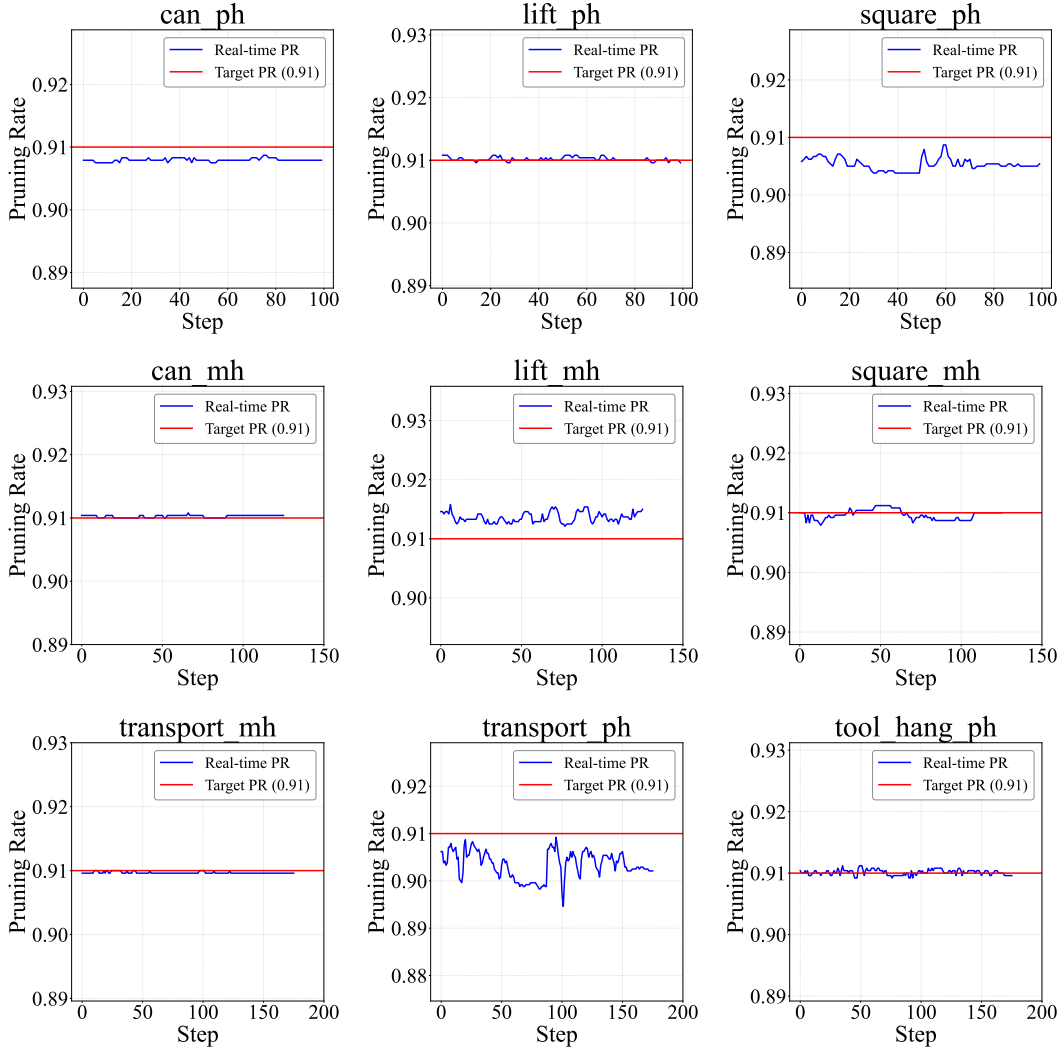 can_ph
Pruning Rate
0.92
0.91
0.90
0.89
Real-time PR
Target PR (0.91)
0 20 40 60 80 100
Step
lift_ph
Pruning Rate
0.93
0.92
0.91
0.90
0.89
Real-time PR
Target PR (0.91)
0 20 40 60 80 100
Step
square_ph
Pruning Rate
0.92
0.91
0.90
0.89
Real-time PR
Target PR (0.91)
0 20 40 60 80 100
Step
can_mh
Pruning Rate
0.93
0.92
0.91
0.90
0.89
Real-time PR
Target PR (0.91)
0 50 100 150
Step
lift_mh
Pruning Rate
0.93
0.92
0.91
0.90
Real-time PR
Target PR (0.91)
0 50 100 150
Step
square_mh
Pruning Rate
0.93
0.92
0.91
0.90
0.89
Real-time PR
Target PR (0.91)
0 50 100 150
Step
transport_mh
Pruning Rate
0.93
0.92
0.91
0.90
0.89
Real-time PR
Target PR (0.91)
0 50 100 150 200
Step
transport_ph
Pruning Rate
0.92
0.91
0.90
0.89
0.88
Real-time PR
Target PR (0.91)
0 50 100 150 200
Step
tool_hang_ph
Pruning Rate
0.93
0.92
0.91
0.90
0.89
Real-time PR
Target PR (0.91)
0 50 100 150 200
Step